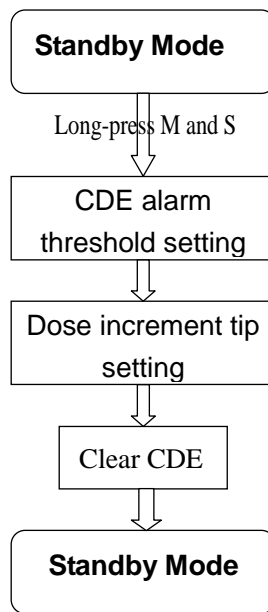 Standby Mode
Long-press M and S
CDE alarm
threshold setting
Dose increment tip
setting
Clear CDE
Standby Mode